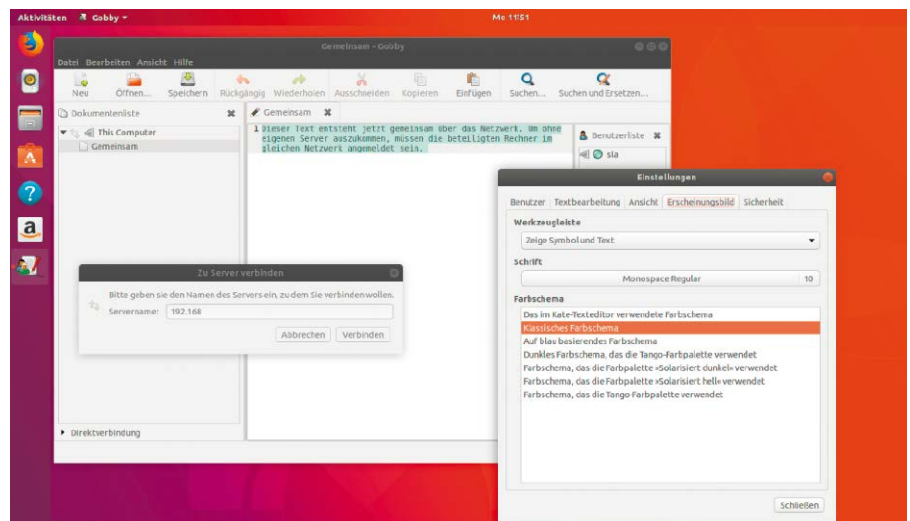 Aktivitäten Gobby Mo 11:51
Gemeinsam – Gobby
Datei Bearbeiten Ansicht Hilfe
Neu Öffnen... Speichern Rückgängig Wiederholen Ausschneiden Kopieren Einfügen Suchen... Suchen und Ersetzen...
Dokumentenliste Gemeinsam
This Computer
Gemeinsam
1 Dieser Text entsteht jetzt gemeinsam über das Netzwerk. Um ohne
eigenen Server auszukommen, müssen die beteiligten Rechner im
gleichen Netzwerk angemeldet sein.
Benutzerliste
sla
Direktverbindung
Zu Server verbinden
Bitte geben sie den Namen des Servers ein, zu dem Sie verbinden wollen.
Servername: 192.168
Abbrechen Verbinden
Einstellungen
Benutzer Textbearbeitung Ansicht Erscheinungsbild Sicherheit
Werkzeugleiste
Zeige Symbol und Text
Schrift
Monospace Regular 10
Farbschema
Das im Kate-Texteditor verwendete Farbschema
Klassisches Farbschema
Auf blau basierendes Farbschema
Dunkles Farbschema, das die Tango-Farbpalette verwendet
Farbschema, das die Farbpalette »Solarisiert dunkel« verwendet
Farbschema, das die Farbpalette »Solarisiert hell« verwendet
Farbschema, das die Tango-Farbpalette verwendet
Schließen